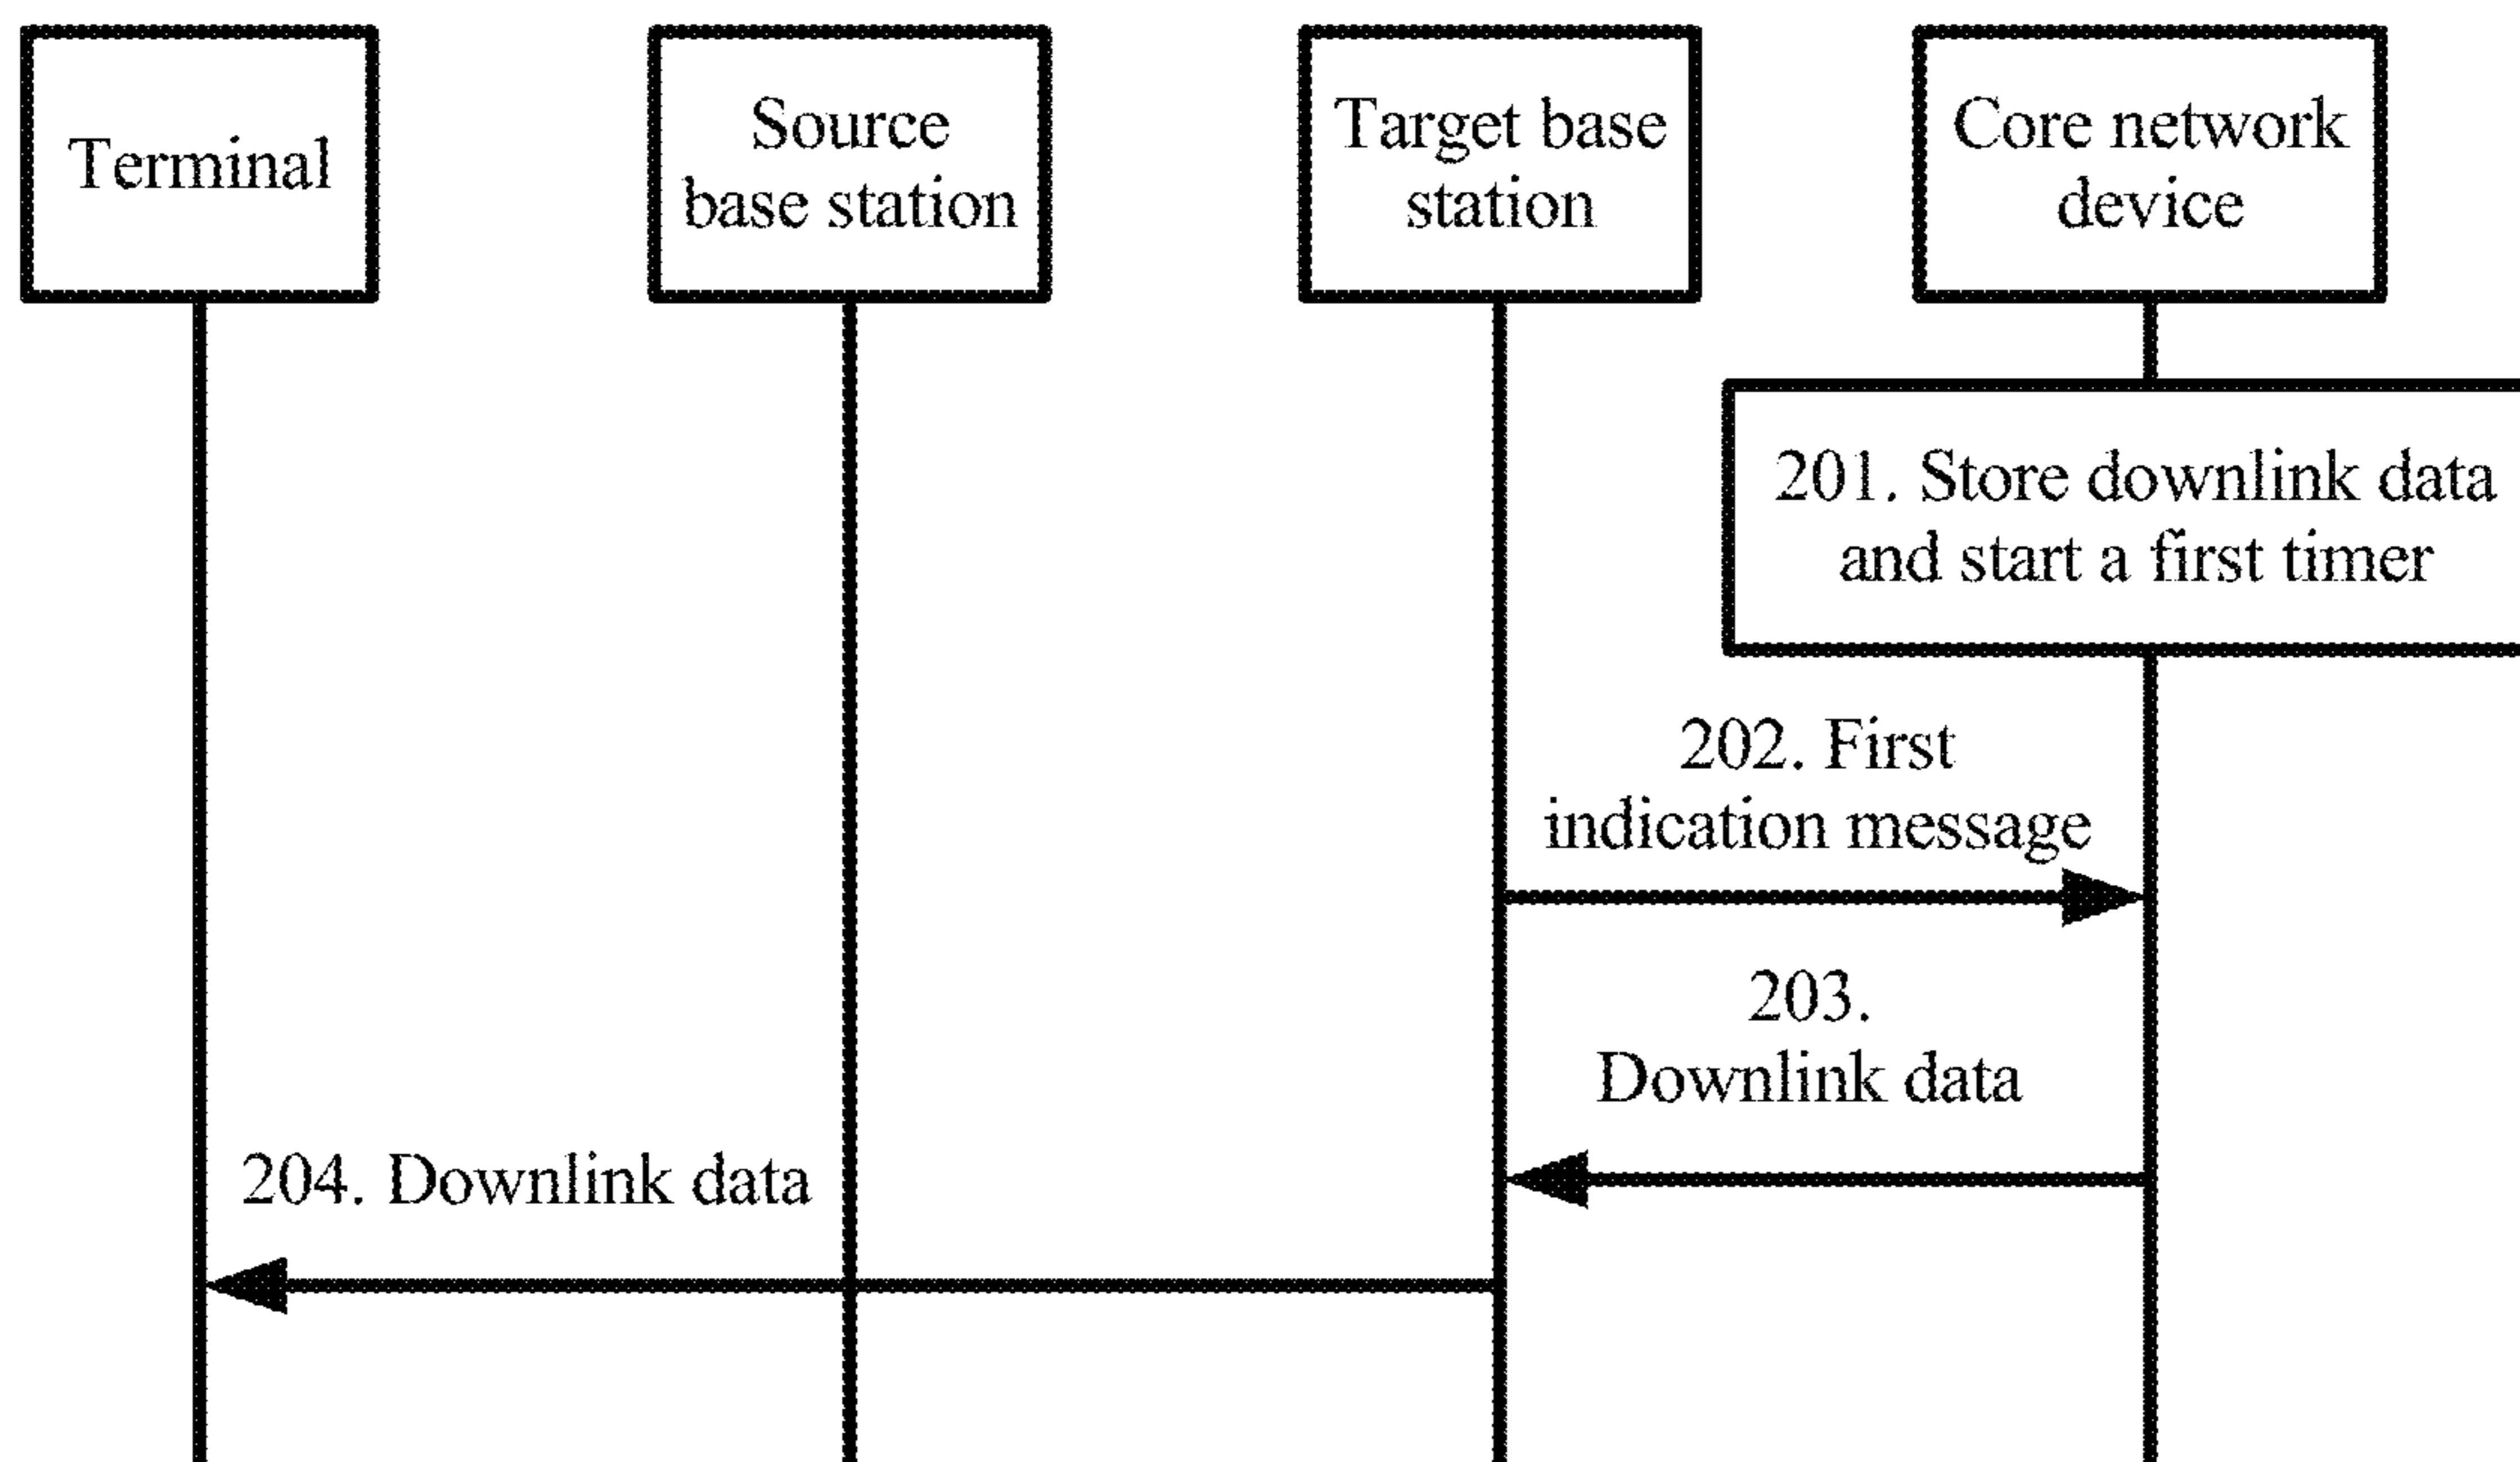 Terminal
Source
base station
Target base
station
Core network
device
201. Store downlink data
and start a first timer
202. First
indication message
203.
Downlink data
204. Downlink data